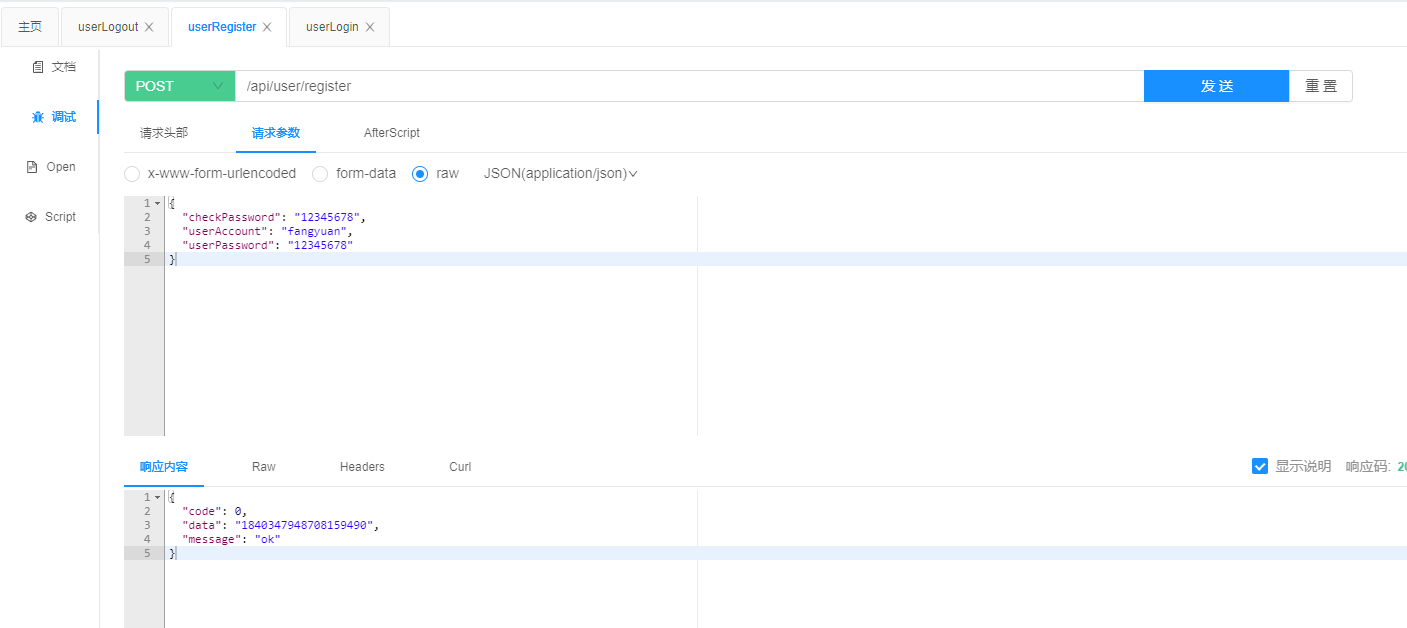 主页 userLogout userRegister userLogin
文档
调试
Open
Script
POST /api/user/register 发 送 重 置
请求头部 请求参数 AfterScript
x-www-form-urlencoded form-data raw JSON(application/json)
1 {
2 "checkPassword": "12345678",
3 "userAccount": "fangyuan",
4 "userPassword": "12345678"
5 }
响应内容 Raw Headers Curl 显示说明 响应码: 20
1 {
2 "code": 0,
3 "data": "1840347948708159490",
4 "message": "ok"
5 }